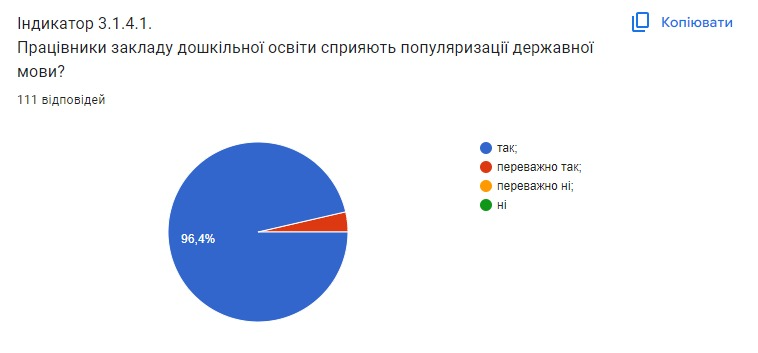 Індикатор 3.1.4.1.
Копіювати
Працівники закладу дошкільної освіти сприяють популяризації державної
мови?
111 відповідей
96,4%
так;
переважно так;
переважно ні;
ні